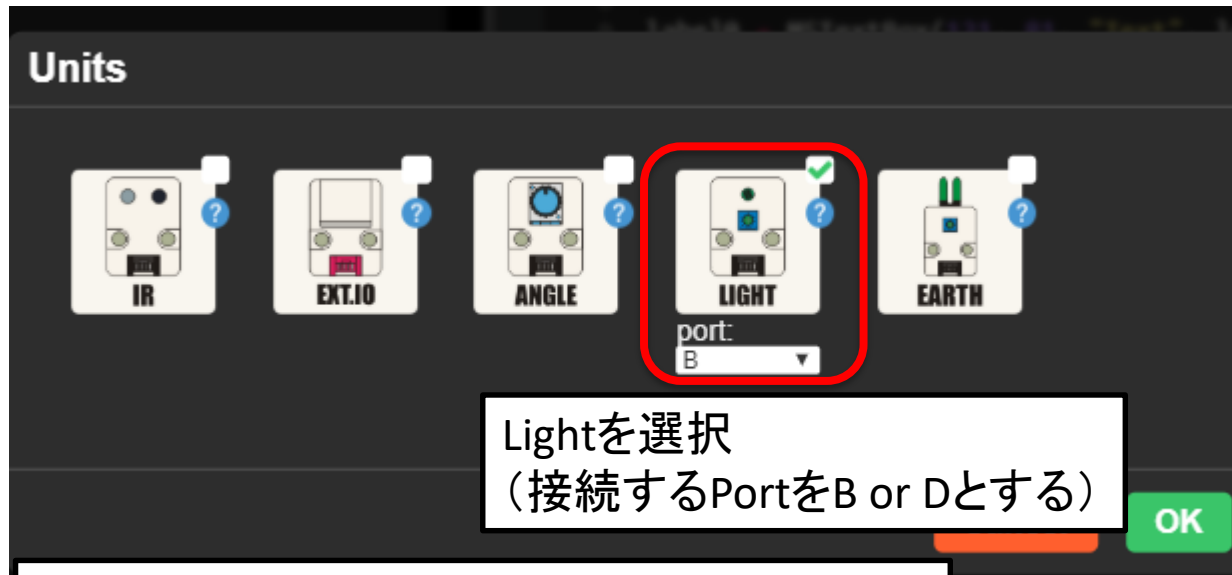 Units
IR
EXT.IO
ANGLE
LIGHT
EARTH
port:
B
Lightを選択
（接続するPortをB or Dとする）
OK